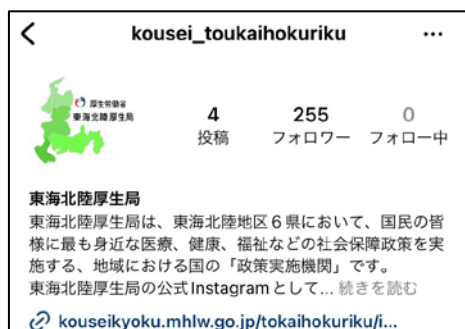 kousei_toukaihokuriku
厚生労働省
東海北陸厚生局
4
255
0
投稿
フォロワー
フォロー中
東海北陸厚生局
東海北陸厚生局は、東海北陸地区6県において、国民の皆
様に最も身近な医療、健康、福祉などの社会保障政策を実
施する、地域における国の「政策実施機関」です。
東海北陸厚生局の公式Instagramとして... 続きを読む
kouseikyoku.mhlw.go.jp/tokaihokuriku/i...